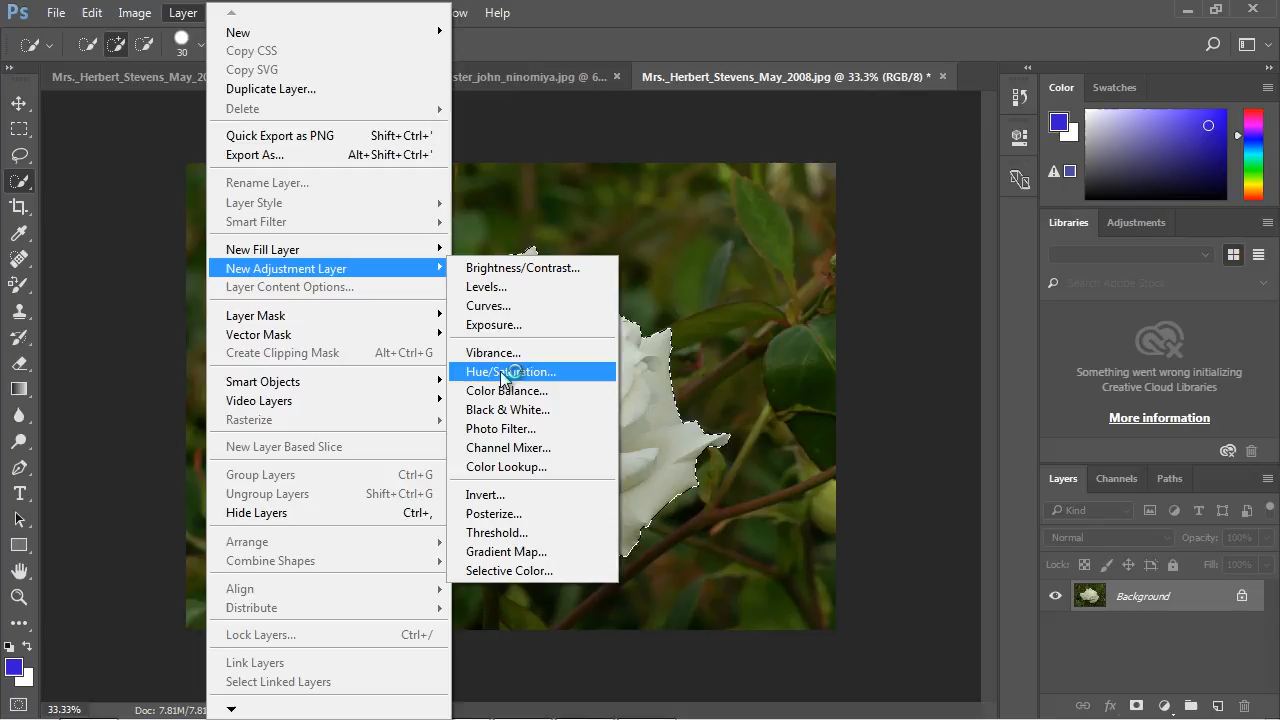 Ps File Edit Image Layer ow Help
30
Mrs._Herbert_Stevens_May_20 ster_john_ninomiya.jpg @ 6... × Mrs._Herbert_Stevens_May_2008.jpg @ 33.3% (RGB/8) * ×
New
Copy CSS
Copy SVG
Duplicate Layer...
Delete
Quick Export as PNG Shift+Ctrl+'
Export As... Alt+Shift+Ctrl+'
Rename Layer...
Layer Style
Smart Filter
New Fill Layer
New Adjustment Layer
Layer Content Options...
Layer Mask
Vector Mask
Create Clipping Mask Alt+Ctrl+G
Smart Objects
Video Layers
Rasterize
New Layer Based Slice
Group Layers Ctrl+G
Ungroup Layers Shift+Ctrl+G
Hide Layers Ctrl+,
Arrange
Combine Shapes
Align
Distribute
Lock Layers... Ctrl+/
Link Layers
Select Linked Layers
Brightness/Contrast...
Levels...
Curves...
Exposure...
Vibrance...
Hue/Saturation...
Color Balance...
Black & White...
Photo Filter...
Channel Mixer...
Color Lookup...
Invert...
Posterize...
Threshold...
Gradient Map...
Selective Color...
Color Swatches
Libraries Adjustments
Search Adobe Stock
Something went wrong initializing
Creative Cloud Libraries
More information
Layers Channels Paths
Kind
Normal Opacity: 100%
Lock: Fill: 100%
Background
33.33% Doc: 7.81M/7.81